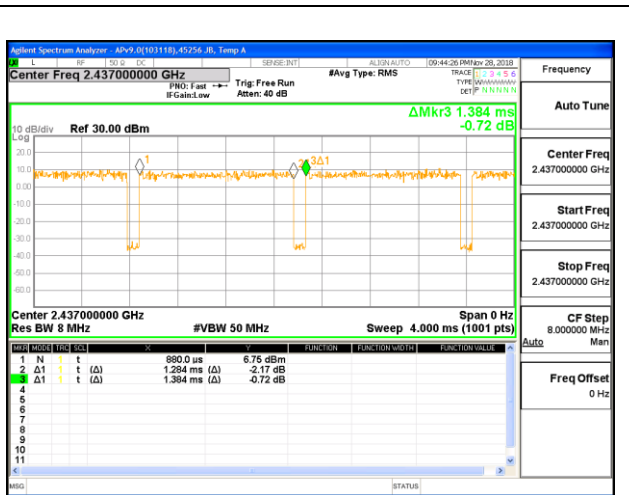 Agilent Spectrum Analyzer - APv9.0(103118),45256 JB, Temp A
L RF 50 Ω DC SENSE:INT ALIGN AUTO 09:44:26 PM Nov 28, 2018
Center Freq 2.437000000 GHz #Avg Type: RMS TRACE 1 2 3 4 5 6
PNO: Fast Trig: Free Run TYPE WWWWWW
IFGain:Low Atten: 40 dB DET P N N N N N
Frequency
Auto Tune
ΔMkr3 1.384 ms
10 dB/div Ref 30.00 dBm -0.72 dB
Log
20.0
10.0
0.00
-10.0
-20.0
-30.0
-40.0
-50.0
-60.0
1
3Δ1
Center Freq
2.437000000 GHz
Start Freq
2.437000000 GHz
Stop Freq
2.437000000 GHz
CF Step
8.000000 MHz
Auto Man
Freq Offset
0 Hz
Center 2.437000000 GHz Span 0 Hz
Res BW 8 MHz #VBW 50 MHz Sweep 4.000 ms (1001 pts)
MKR MODE TRC SCL X Y FUNCTION FUNCTION WIDTH FUNCTION VALUE
1 N 1 t 880.0 µs 6.75 dBm
2 Δ1 1 t (Δ) 1.284 ms (Δ) -2.17 dB
3 Δ1 1 t (Δ) 1.384 ms (Δ) -0.72 dB
4
5
6
7
8
9
10
11
MSG STATUS